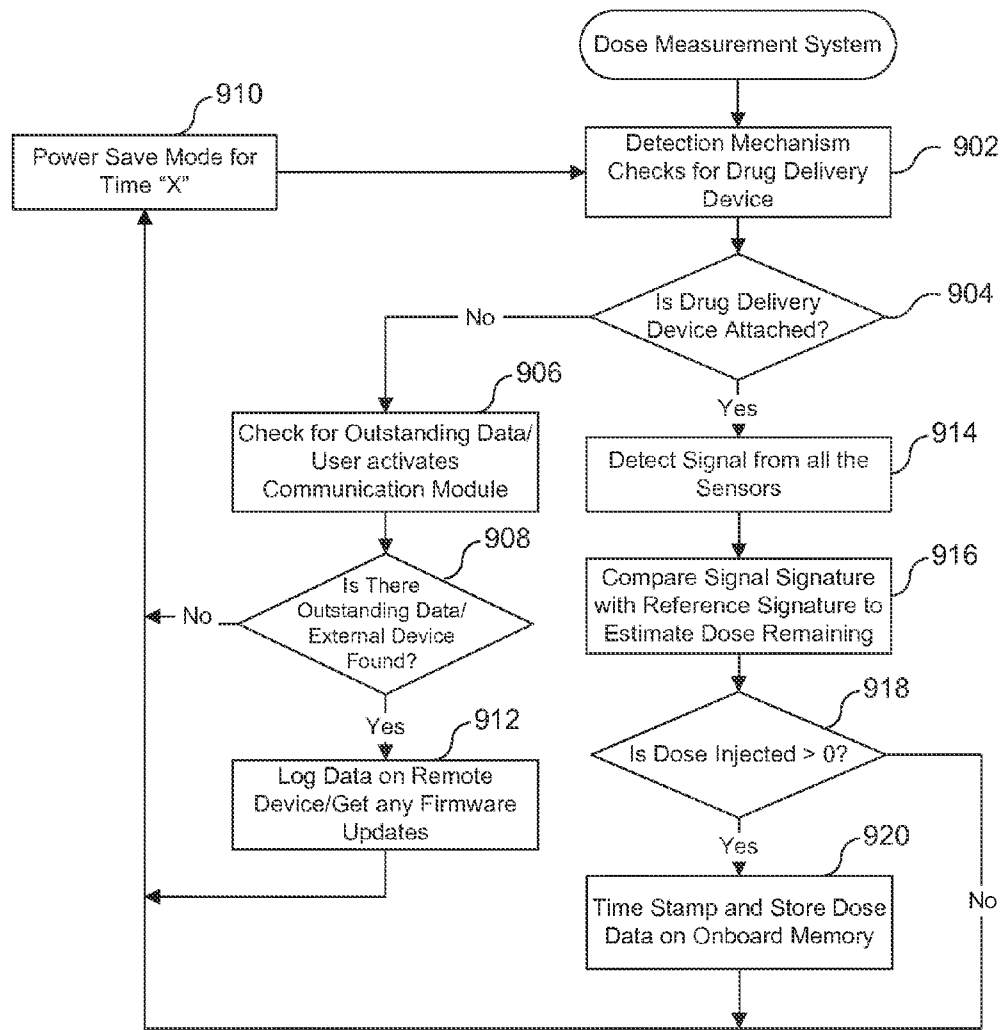 Dose Measurement System
910
Power Save Mode for
Time “X”
902
Detection Mechanism
Checks for Drug Delivery
Device
904
Is Drug Delivery
Device Attached?
No
Yes
906
Check for Outstanding Data/
User activates
Communication Module
914
Detect Signal from all the
Sensors
908
Is There
Outstanding Data/
External Device
Found?
No
Yes
916
Compare Signal Signature
with Reference Signature to
Estimate Dose Remaining
912
Log Data on Remote
Device/Get any Firmware
Updates
918
Is Dose Injected > 0?
Yes
No
920
Time Stamp and Store Dose
Data on Onboard Memory